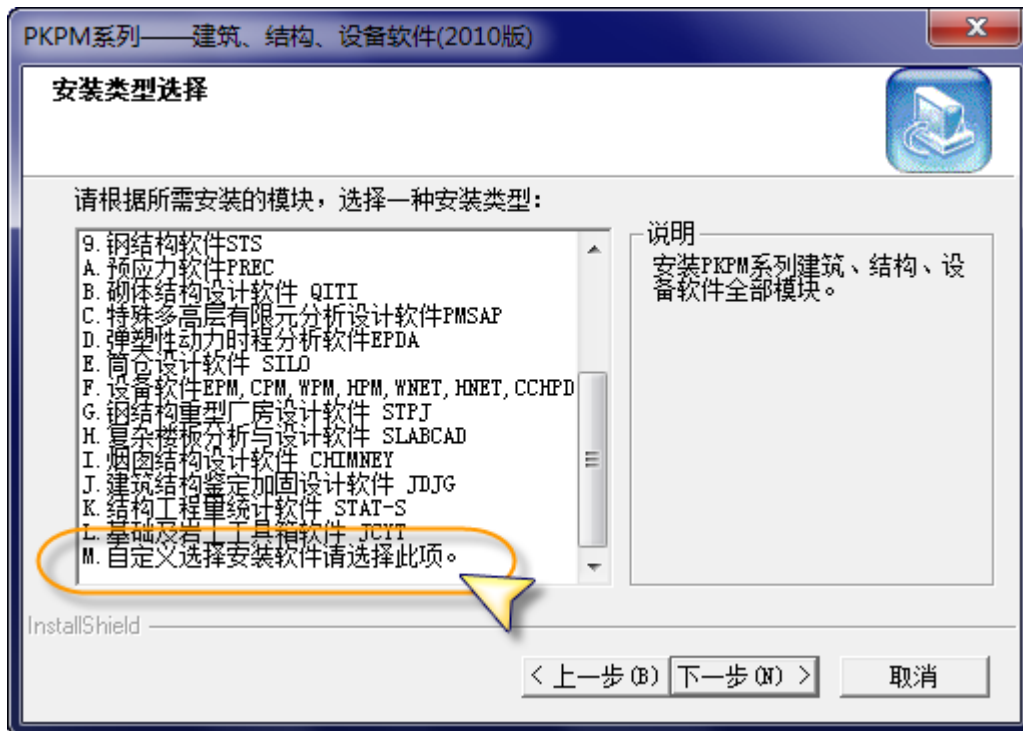 PKPM系列——建筑、结构、设备软件(2010版)
安装类型选择
请根据所需安装的模块，选择一种安装类型：
9.钢结构软件STS
A.预应力软件PREC
B.砌体结构设计软件 QITI
C.特殊多高层有限元分析设计软件PMSAP
D.弹塑性动力时程分析软件EPDA
E.筒仓设计软件 SILO
F.设备软件EPM,CPM,WPM,HPM,WNET,HNET,CCHPD
G.钢结构重型厂房设计软件 STPJ
H.复杂楼板分析与设计软件 SLABCAD
I.烟囱结构设计软件 CHIMNEY
J.建筑结构鉴定加固设计软件 JDJG
K.结构工程量统计软件 STAT-S
L.基础及岩土工具箱软件 JCYT
M.自定义选择安装软件请选择此项。
说明
安装PKPM系列建筑、结构、设
备软件全部模块。
InstallShield
< 上一步(B)
下一步(N) >
取消